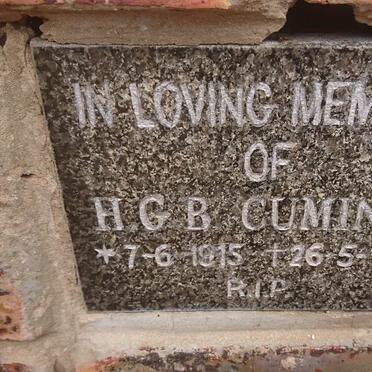 IN LOVING MEM
OF
H.G.B. CUMIN
*7-6-1915 †26-5-
R.I.P.